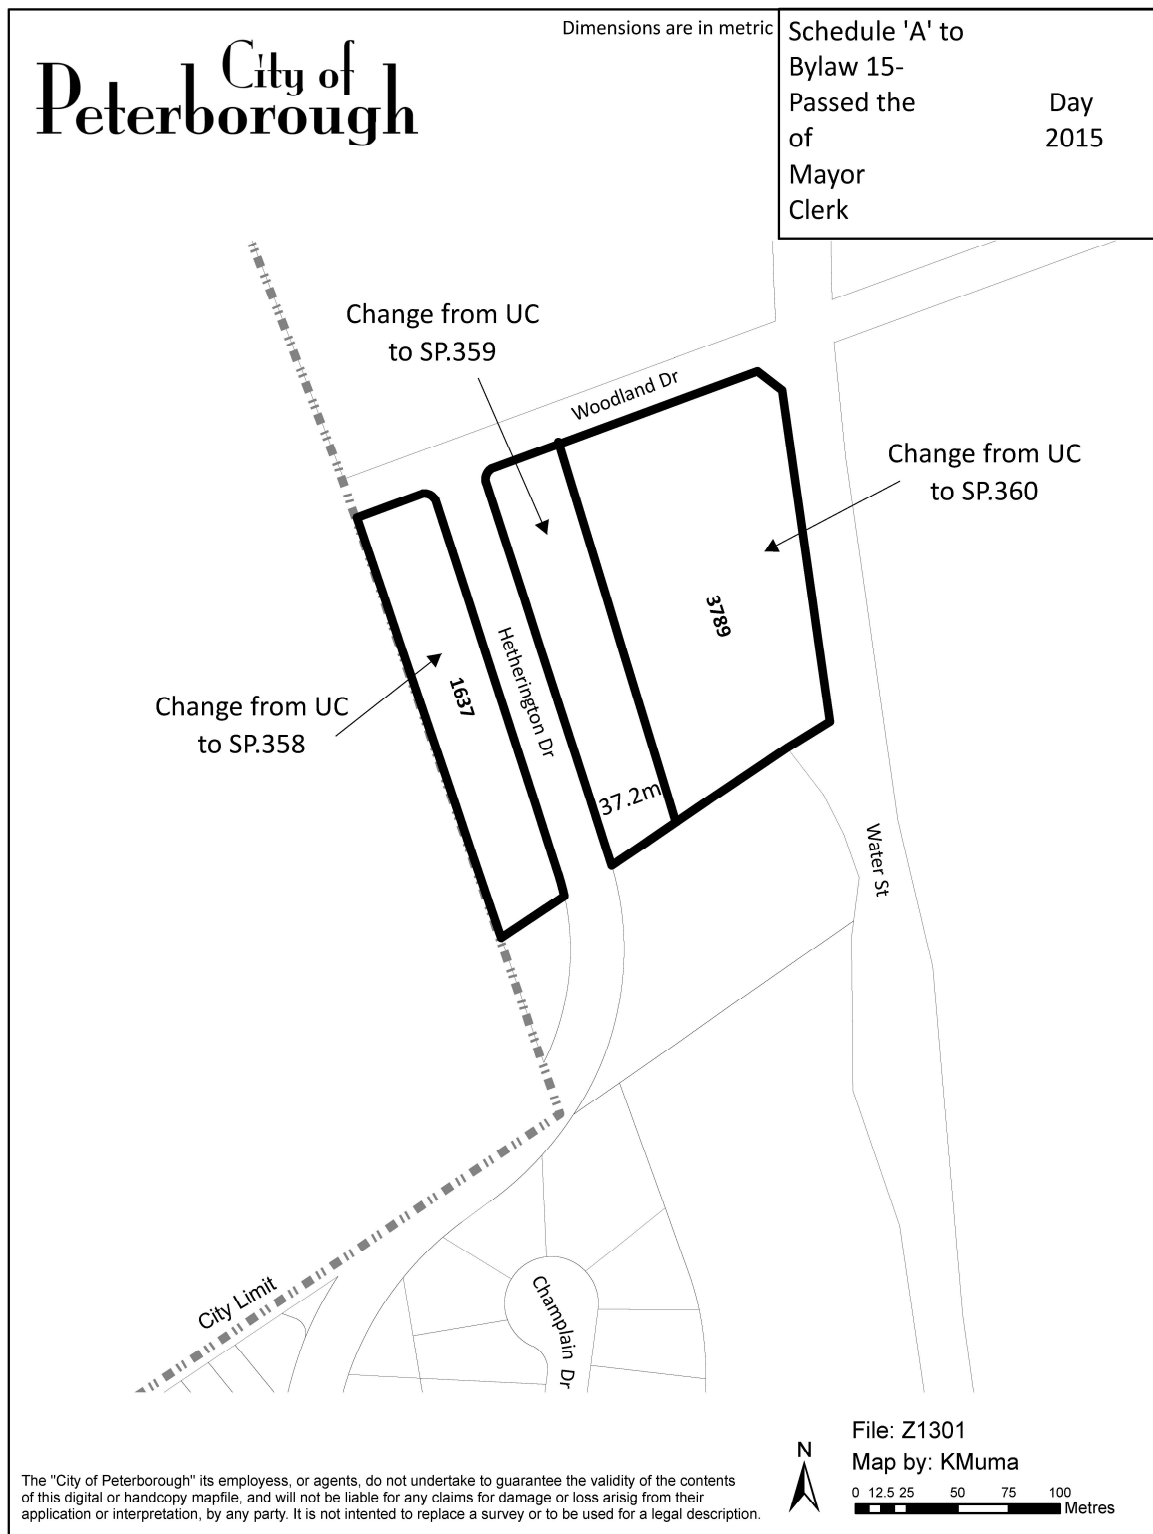 Dimensions are in metric
City of
Peterborough
Schedule 'A' to
Bylaw 15-
Passed the Day
of 2015
Mayor
Clerk
Change from UC
to SP.359
Woodland Dr
Change from UC
to SP.360
3789
Hetherington Dr
1637
Change from UC
to SP.358
37.2m
Water St
City Limit
Champlain Dr
File: Z1301
Map by: KMuma
N
0 12.5 25 50 75 100
Metres
The "City of Peterborough" its employess, or agents, do not undertake to guarantee the validity of the contents
of this digital or handcopy mapfile, and will not be liable for any claims for damage or loss arisig from their
application or interpretation, by any party. It is not intended to replace a survey or to be used for a legal description.